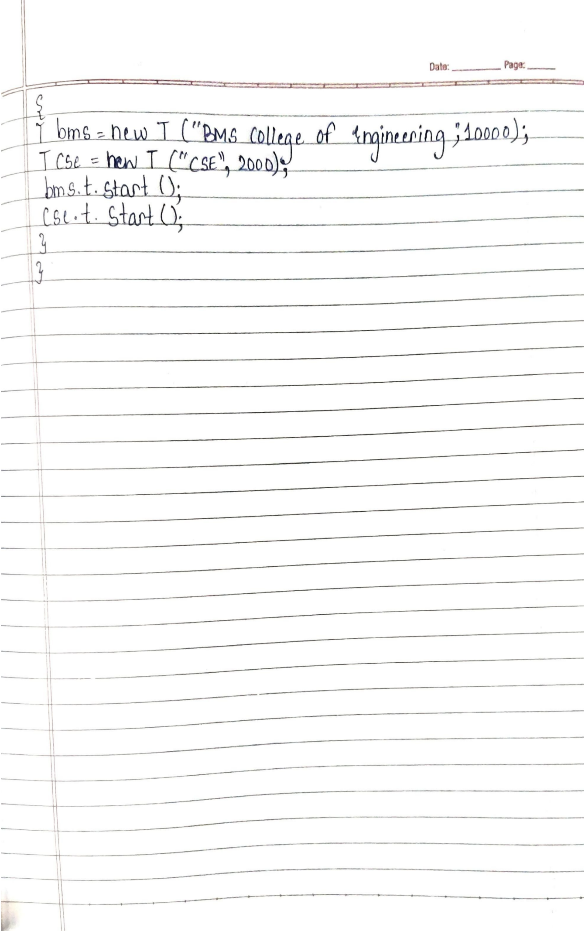 Date: Page:
{
T bms = new T ("BMS College of Engineering", 10000);
T cse = new T ("CSE", 2000);
bms.t. Start ();
cse.t. Start ();
}
}